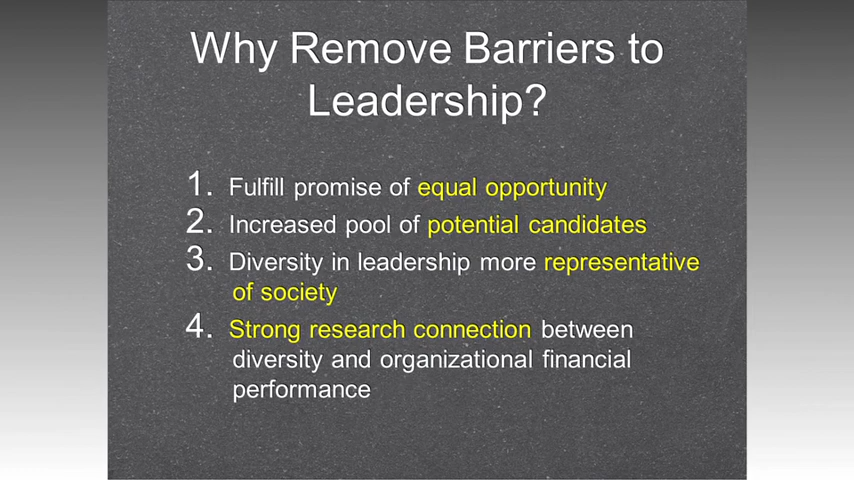 Why Remove Barriers to
Leadership?
1. Fulfill promise of equal opportunity
2. Increased pool of potential candidates
3. Diversity in leadership more representative
of society
4. Strong research connection between
diversity and organizational financial
performance